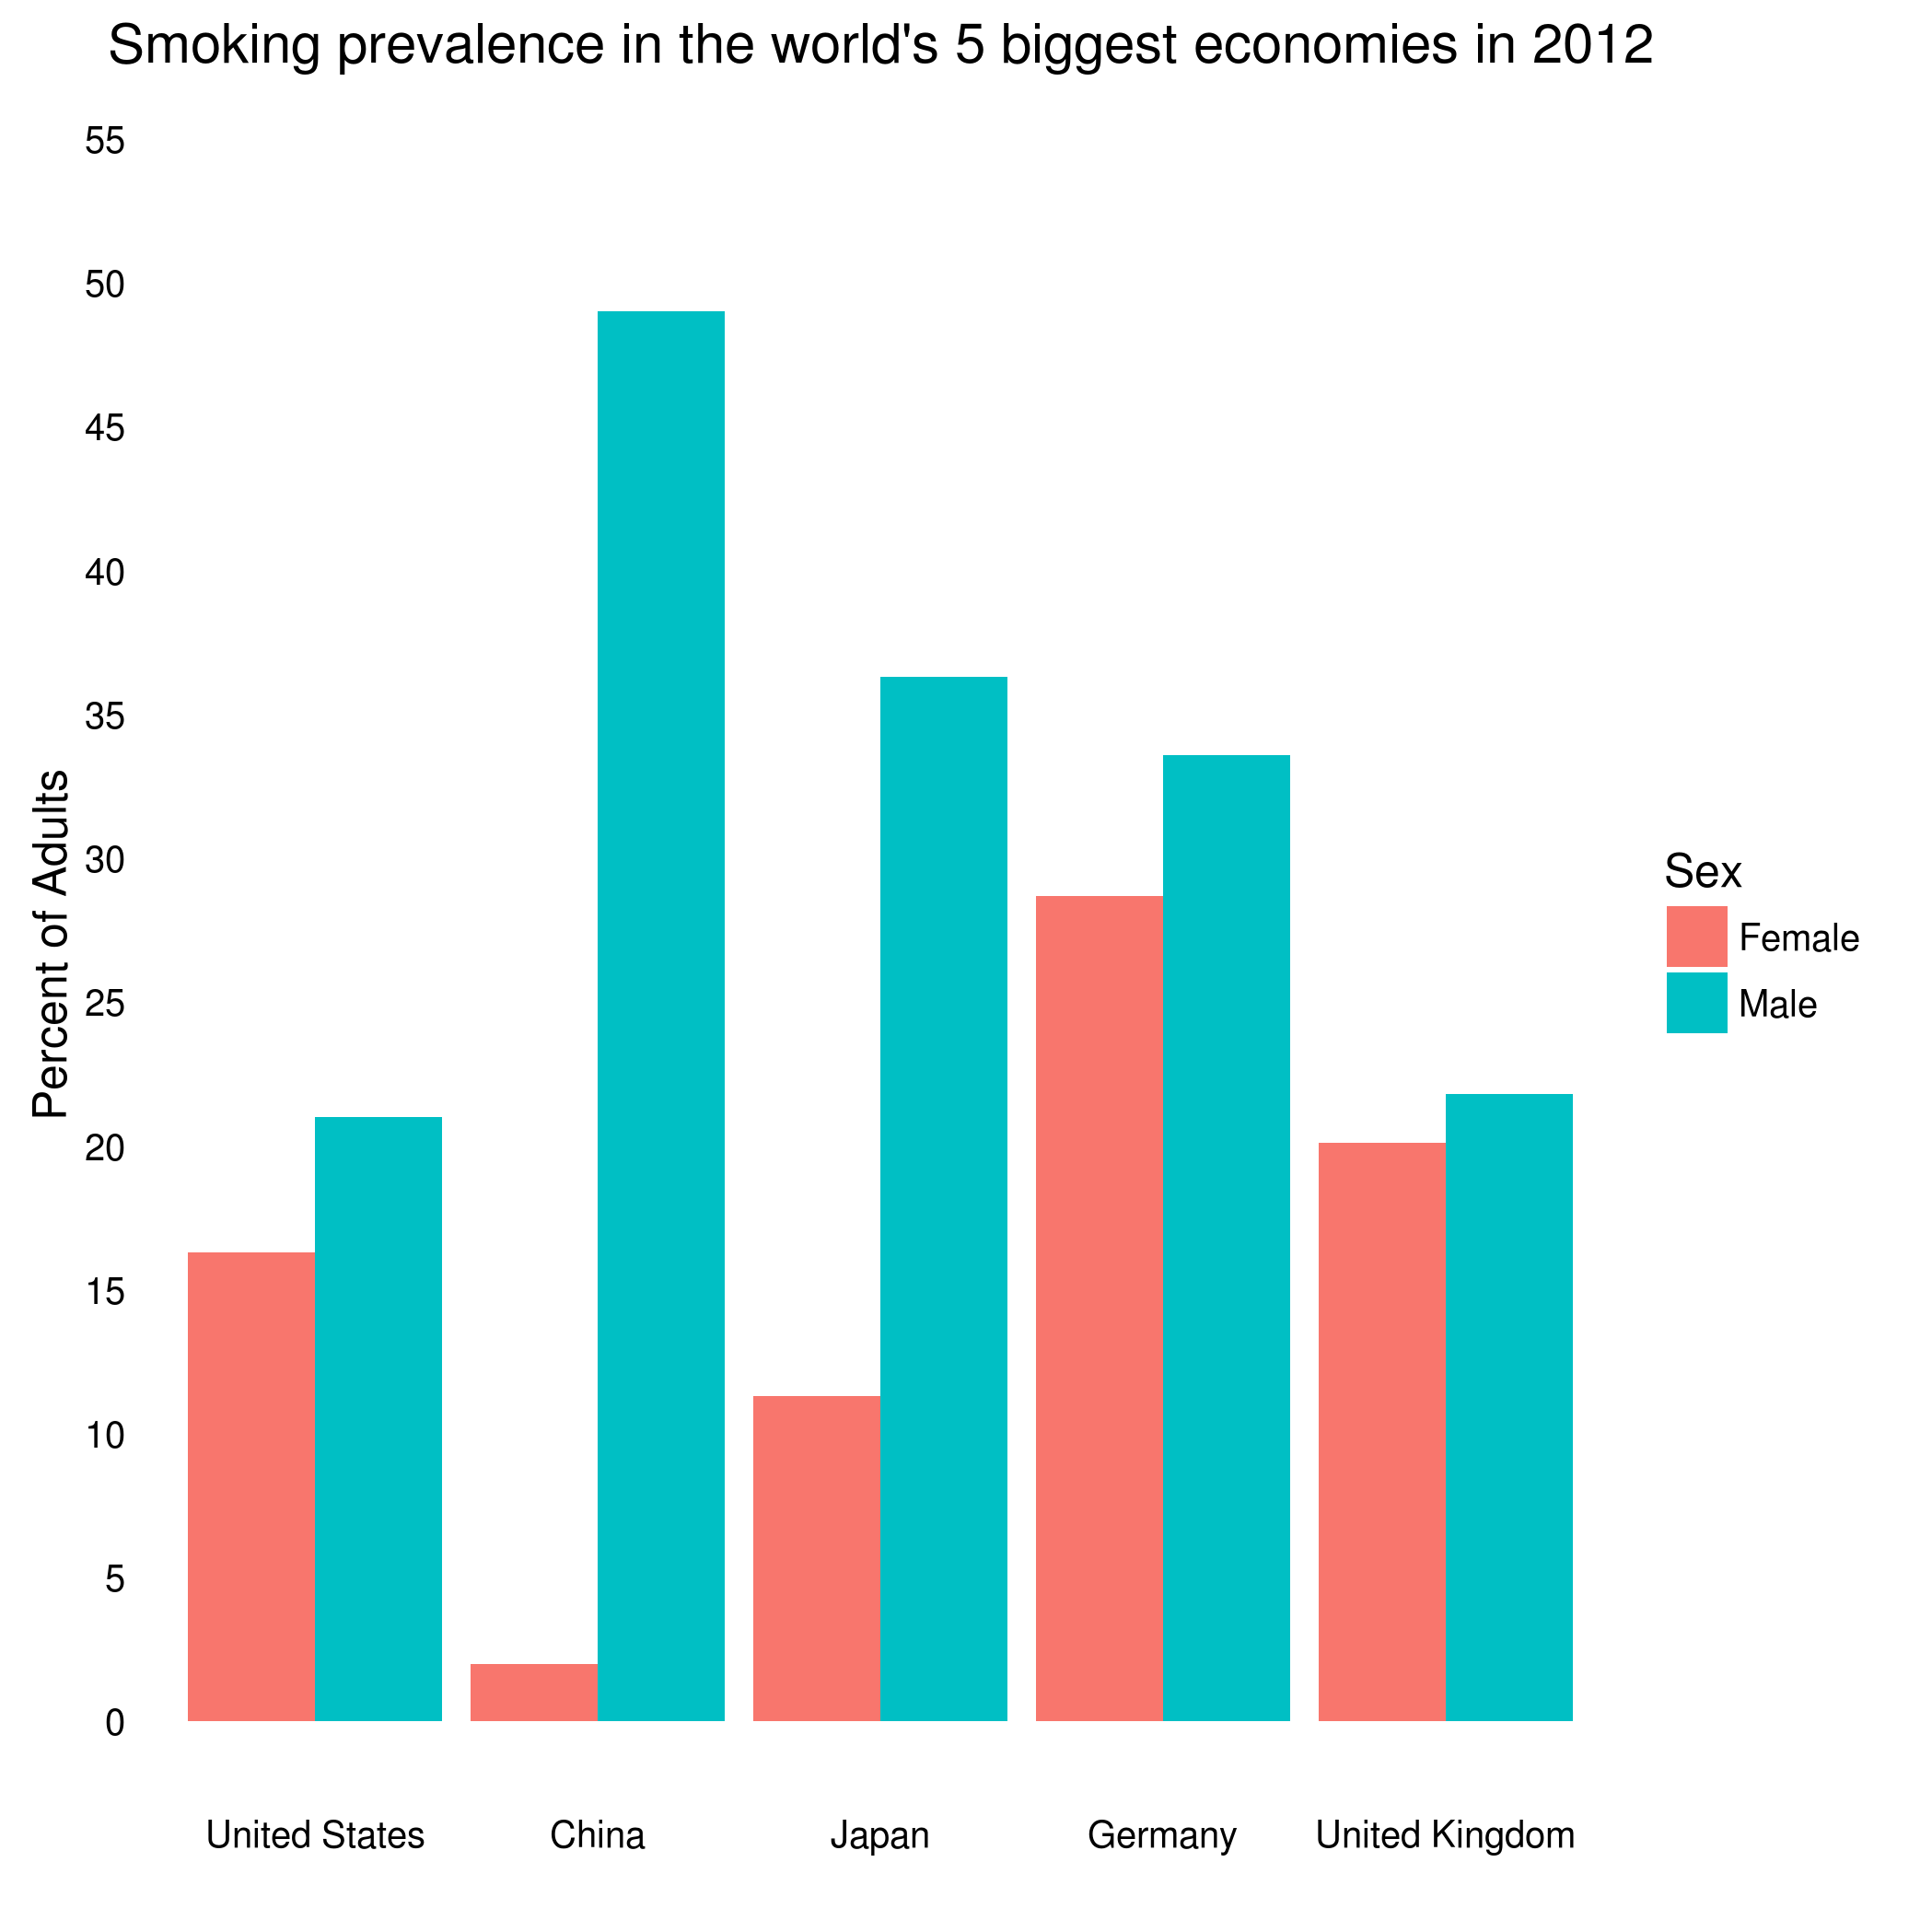 Smoking prevalence in the world's 5 biggest economies in 2012
55
50
45
40
35
30
25
20
15
10
5
0
Percent of Adults
United States China Japan Germany United Kingdom
Sex
Female
Male